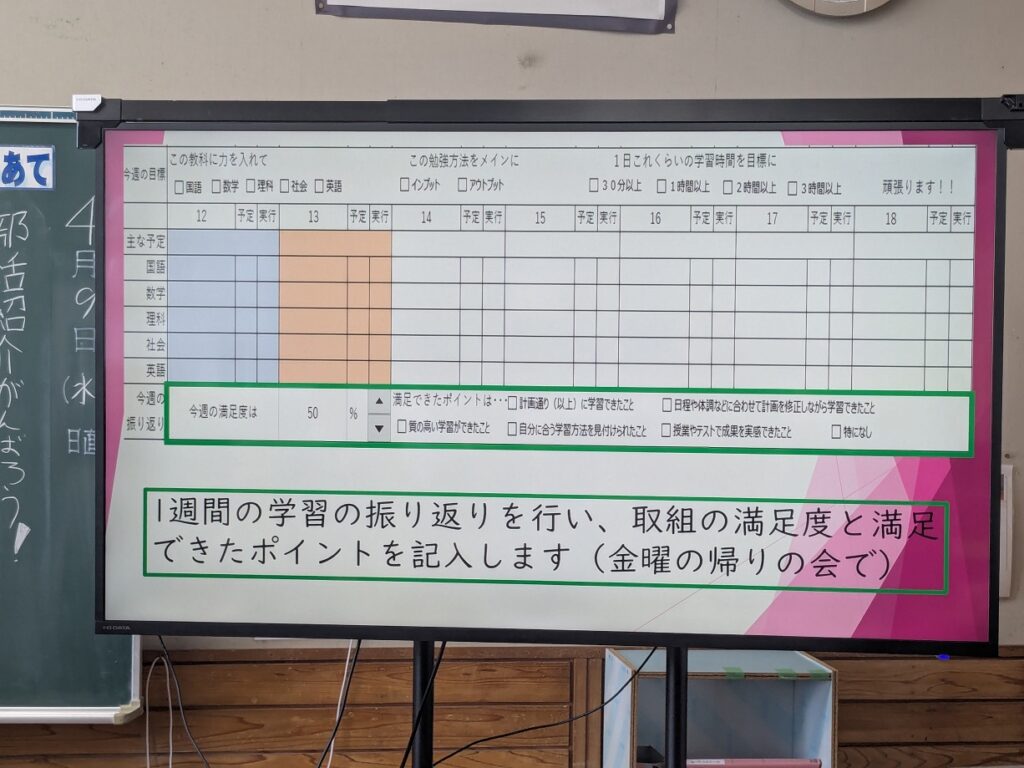 あて
4月9日(水)
部活紹介がんばろう!
今週の目標
この教科に力を入れて
この勉強方法をメインに
1日これくらいの学習時間を目標に
□国語 □数学 □理科 □社会 □英語
□インプット □アウトプット
□30分以上 □1時間以上 □2時間以上 □3時間以上
頑張ります!!
12 予定 実行 13 予定 実行 14 予定 実行 15 予定 実行 16 予定 実行 17 予定 実行 18 予定 実行
主な予定
国語
数学
理科
社会
英語
今週の
振り返り
今週の満足度は 50 % ▲ ▼
満足できたポイントは…□計画通り(以上)に学習できたこと □日程や体調などに合わせて計画を修正しながら学習できたこと
□質の高い学習ができたこと □自分に合う学習方法を見付けられたこと □授業やテストで成果を実感できたこと □特になし
1週間の学習の振り返りを行い、取組の満足度と満足
できたポイントを記入します(金曜の帰りの会で)
I-O DATA